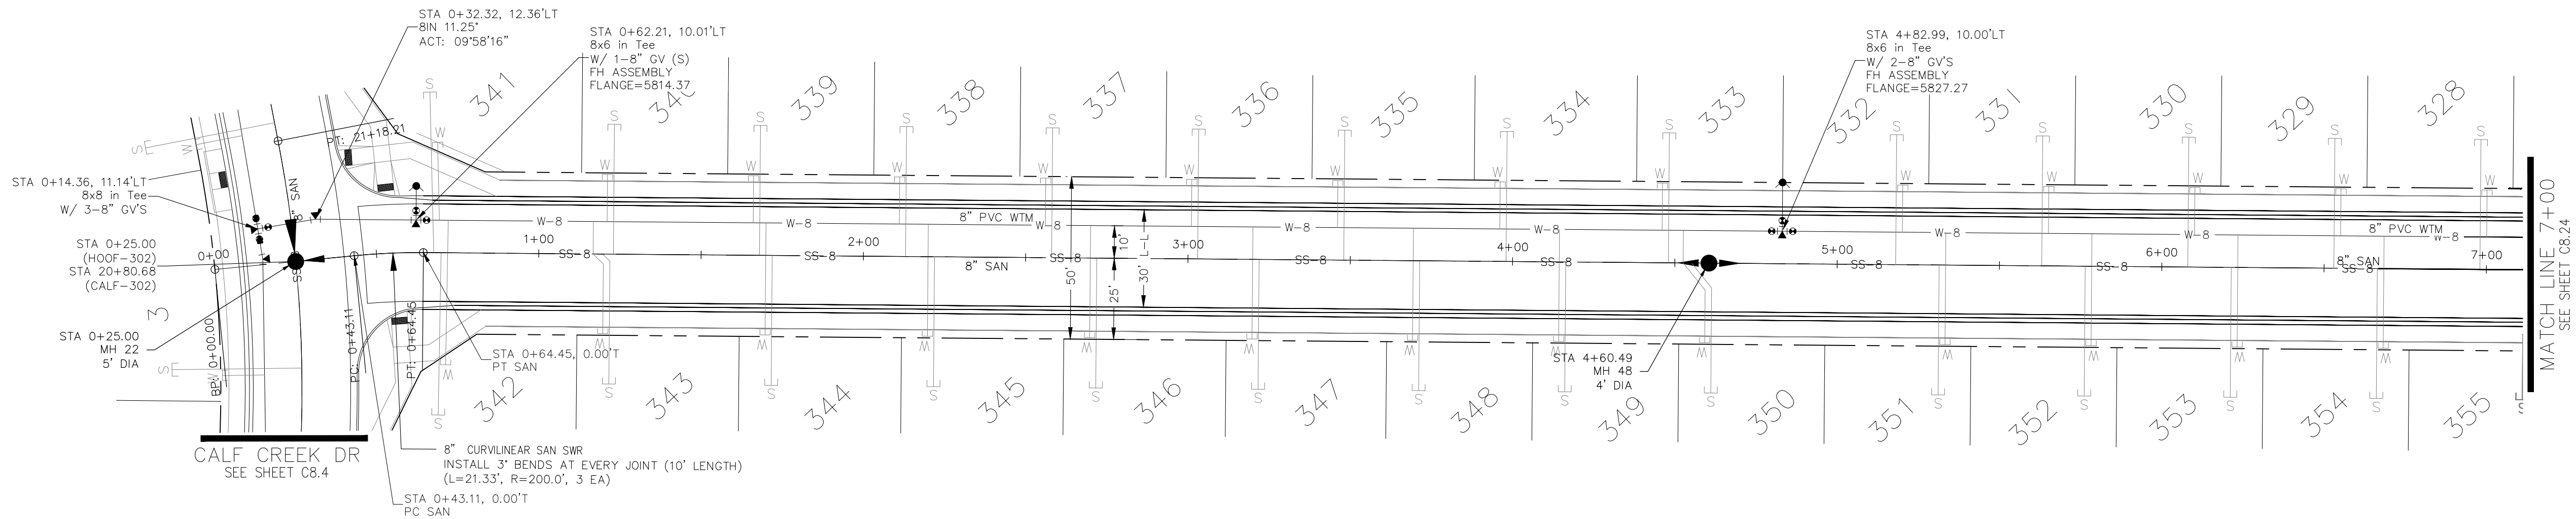 STA 0+32.32, 12.36'LT
8IN 11.25°
ACT: 09°58'16"
STA 0+62.21, 10.01'LT
8x6 in Tee
W/ 1-8" GV (S)
FH ASSEMBLY
FLANGE=5814.37
STA 4+82.99, 10.00'LT
8x6 in Tee
W/ 2-8" GV'S
FH ASSEMBLY
FLANGE=5827.27
341
340
339
338
337
336
335
334
333
332
331
330
329
328
S S S S S S S S S S S S S S
W W W W W W W W W W W W W W
S
W
PT: 21+18.21
STA 0+14.36, 11.14'LT
8x8 in Tee
W/ 3-8" GV'S
8" SAN
W-8 W-8 8" PVC WTM W-8 W-8 W-8 W-8 W-8 8" PVC WTM W-8
STA 0+25.00
(HOOF-302)
STA 20+80.68
(CALF-302)
0+00
1+00
2+00
3+00
4+00
5+00
6+00
7+00
SS-8 SS-8 8" SAN SS-8 SS-8 SS-8 SS-8 SS-8 8" SAN SS-8
50'
10'
25'
30' L-L
MATCH LINE 7+00
SEE SHEET C8.24
3
STA 0+25.00
MH 22
5' DIA
BP: 0+00.00
PC: 0+43.11
PT: 0+64.45
S
W
STA 0+64.45, 0.00'T
PT SAN
STA 4+60.49
MH 48
4' DIA
W W W W W W W W W W W W W
S S S S S S S S S S S S S S
342
343
344
345
346
347
348
349
350
351
352
353
354
355
CALF CREEK DR
SEE SHEET C8.4
8" CURVILINEAR SAN SWR
INSTALL 3° BENDS AT EVERY JOINT (10' LENGTH)
(L=21.33', R=200.0', 3 EA)
STA 0+43.11, 0.00'T
PC SAN